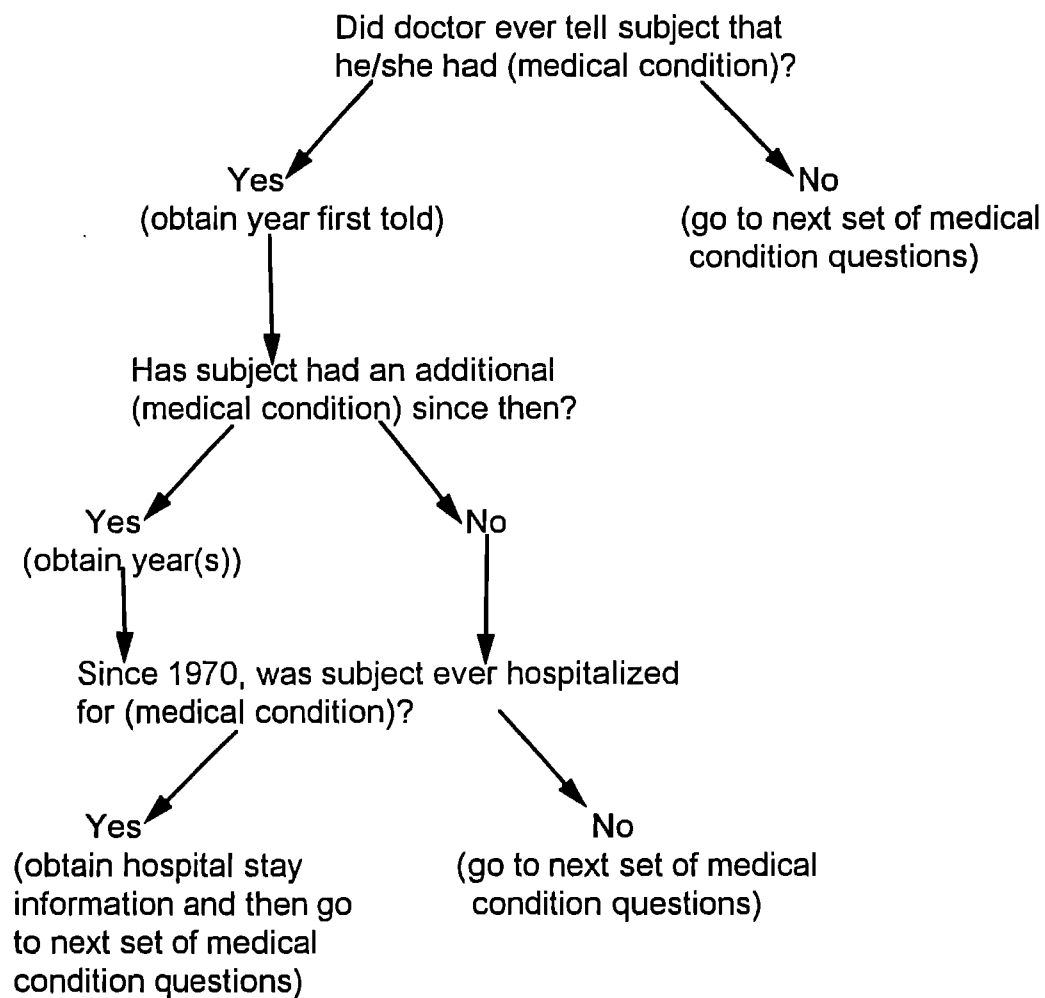 Did doctor ever tell subject that
he/she had (medical condition)?
Yes
(obtain year first told)
No
(go to next set of medical
condition questions)
Has subject had an additional
(medical condition) since then?
Yes
(obtain year(s))
No
Since 1970, was subject ever hospitalized
for (medical condition)?
Yes
(obtain hospital stay
information and then go
to next set of medical
condition questions)
No
(go to next set of medical
condition questions)